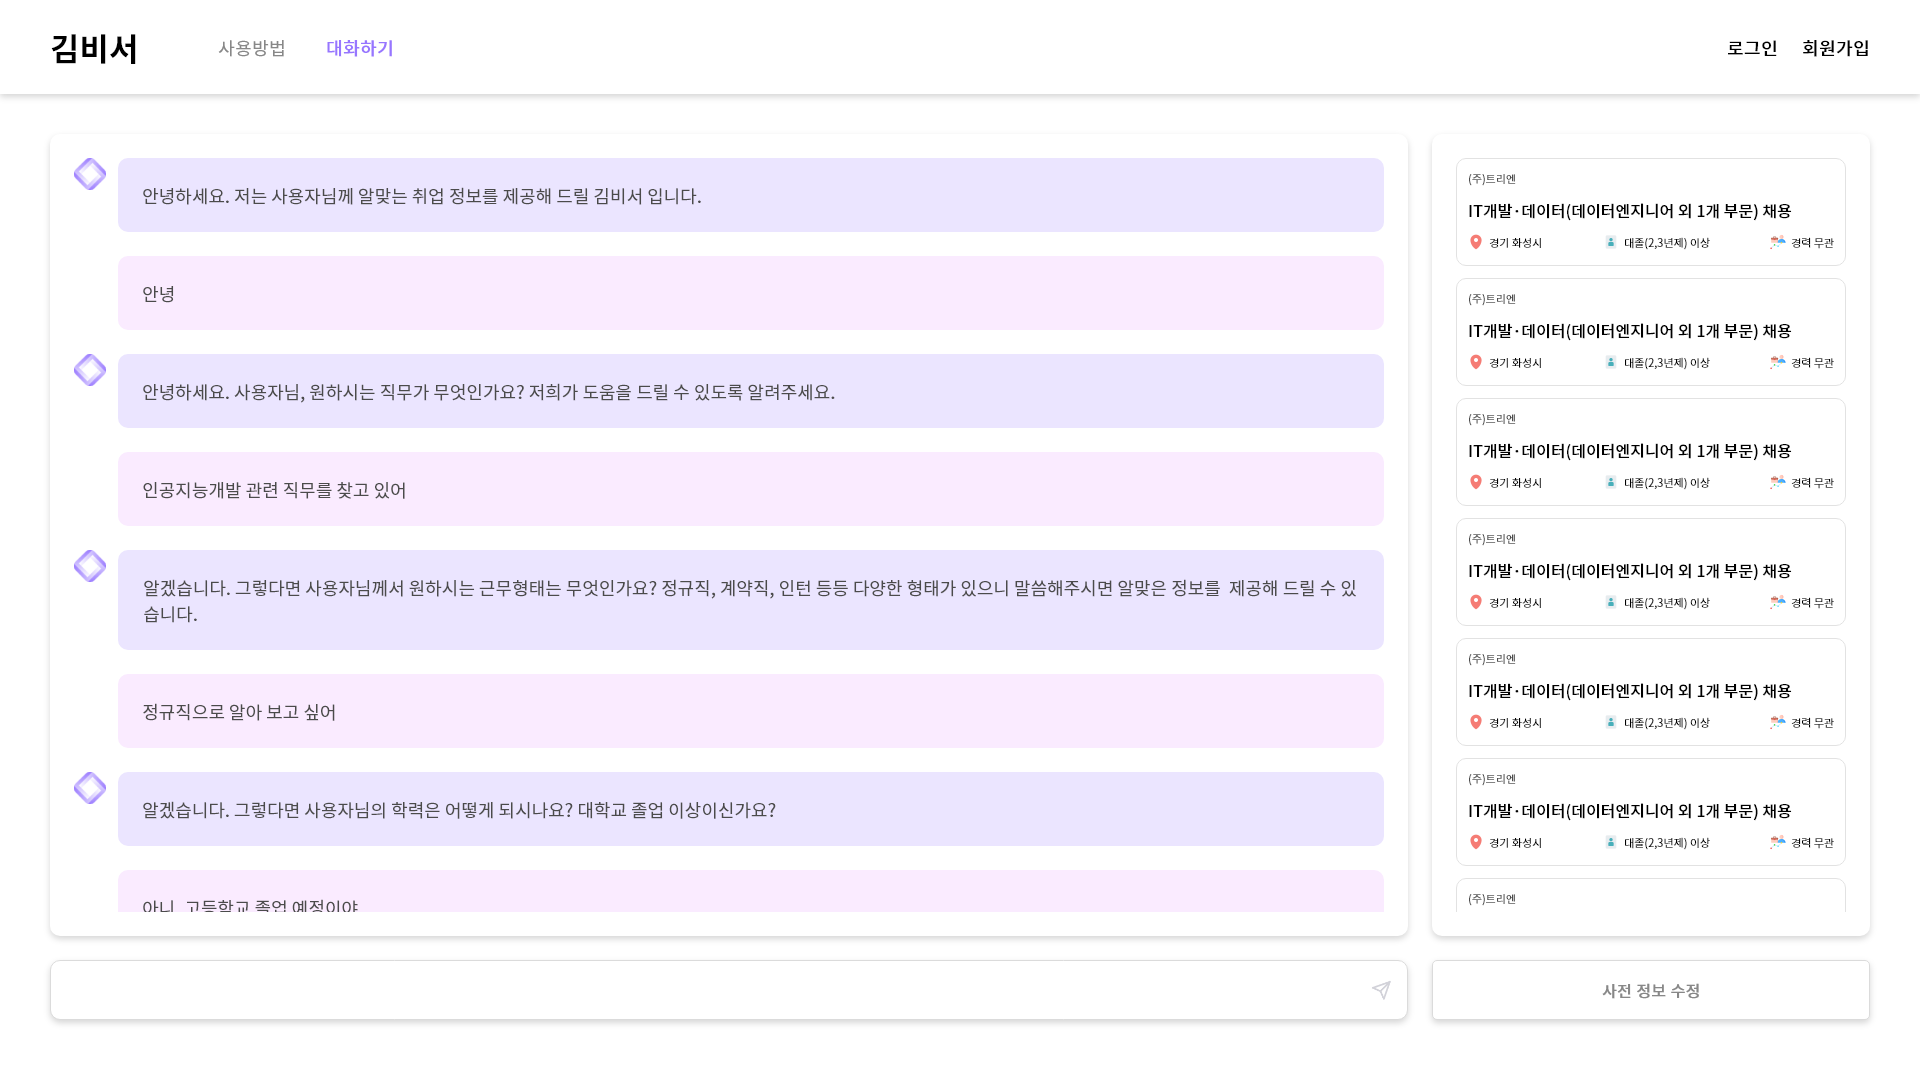 김비서
사용방법
대화하기
로그인
회원가입
안녕하세요. 저는 사용자님께 알맞는 취업 정보를 제공해 드릴 김비서 입니다.
안녕
안녕하세요. 사용자님, 원하시는 직무가 무엇인가요? 저희가 도움을 드릴 수 있도록 알려주세요.
인공지능개발 관련 직무를 찾고 있어
알겠습니다. 그렇다면 사용자님께서 원하시는 근무형태는 무엇인가요? 정규직, 계약직, 인턴 등등 다양한 형태가 있으니 말씀해주시면 알맞은 정보를 제공해 드릴 수 있
습니다.
정규직으로 알아 보고 싶어
알겠습니다. 그렇다면 사용자님의 학력은 어떻게 되시나요? 대학교 졸업 이상이신가요?
아니, 고등학교 졸업 예정이야
(주)트리엔
IT개발·데이터(데이터엔지니어 외 1개 부문) 채용
경기 화성시 대졸(2,3년제) 이상 경력 무관
(주)트리엔
IT개발·데이터(데이터엔지니어 외 1개 부문) 채용
경기 화성시 대졸(2,3년제) 이상 경력 무관
(주)트리엔
IT개발·데이터(데이터엔지니어 외 1개 부문) 채용
경기 화성시 대졸(2,3년제) 이상 경력 무관
(주)트리엔
IT개발·데이터(데이터엔지니어 외 1개 부문) 채용
경기 화성시 대졸(2,3년제) 이상 경력 무관
(주)트리엔
IT개발·데이터(데이터엔지니어 외 1개 부문) 채용
경기 화성시 대졸(2,3년제) 이상 경력 무관
(주)트리엔
IT개발·데이터(데이터엔지니어 외 1개 부문) 채용
경기 화성시 대졸(2,3년제) 이상 경력 무관
(주)트리엔
사전 정보 수정